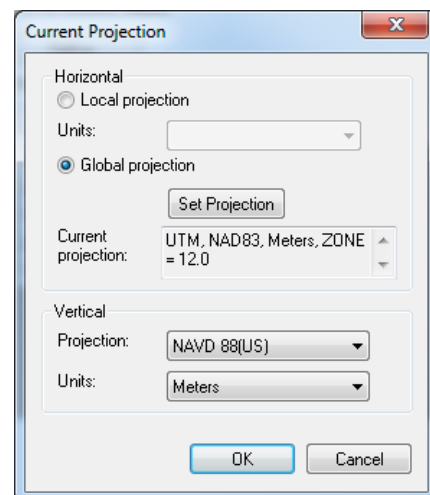 Current Projection
Horizontal
Local projection
Units:
Global projection
Set Projection
Current
projection:
UTM, NAD83, Meters, ZONE
= 12.0
Vertical
Projection:
NAVD 88(US)
Units:
Meters
OK
Cancel